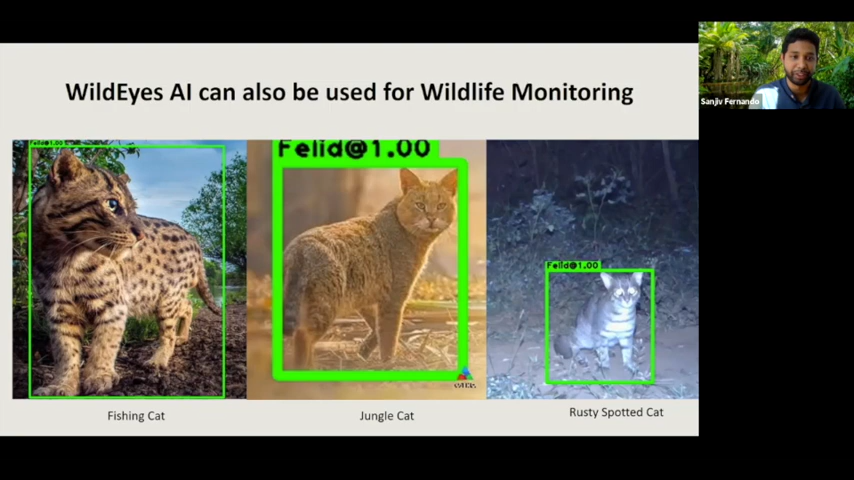 WildEyes AI can also be used for Wildlife Monitoring
Sanjiv Fernando
Felid@1.00
Felid@1.00
Felid@1.00
Fishing Cat
Jungle Cat
Rusty Spotted Cat